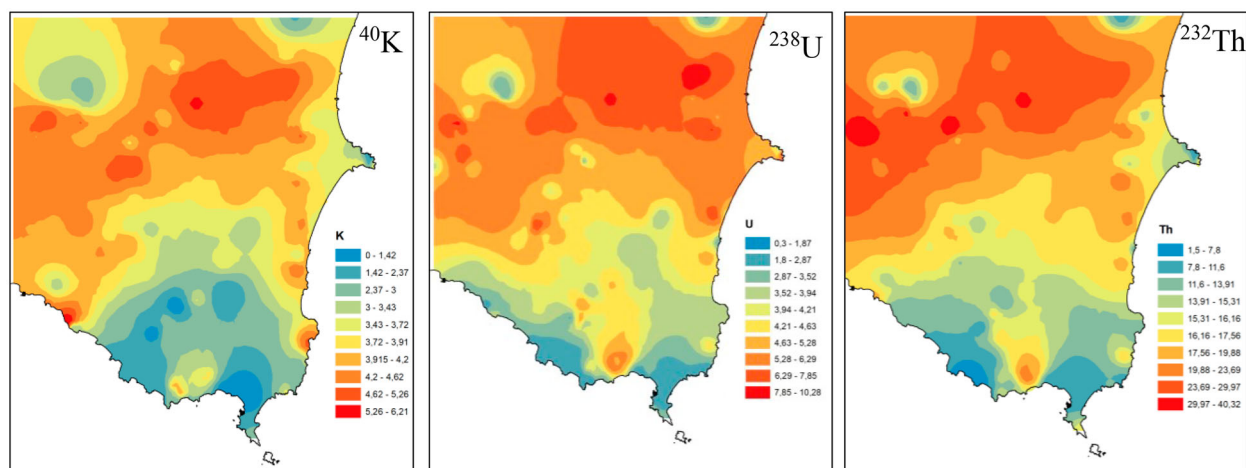 ⁴⁰K
K
0 - 1,42
1,42 - 2,37
2,37 - 3
3 - 3,43
3,43 - 3,72
3,72 - 3,91
3,915 - 4,2
4,2 - 4,62
4,62 - 5,26
5,26 - 6,21
²³⁸U
U
0,3 - 1,87
1,8 - 2,87
2,87 - 3,52
3,52 - 3,94
3,94 - 4,21
4,21 - 4,63
4,63 - 5,28
5,28 - 6,29
6,29 - 7,85
7,85 - 10,28
²³²Th
Th
1,5 - 7,8
7,8 - 11,6
11,6 - 13,91
13,91 - 15,31
15,31 - 16,16
16,16 - 17,56
17,56 - 19,88
19,88 - 23,69
23,69 - 29,97
29,97 - 40,32